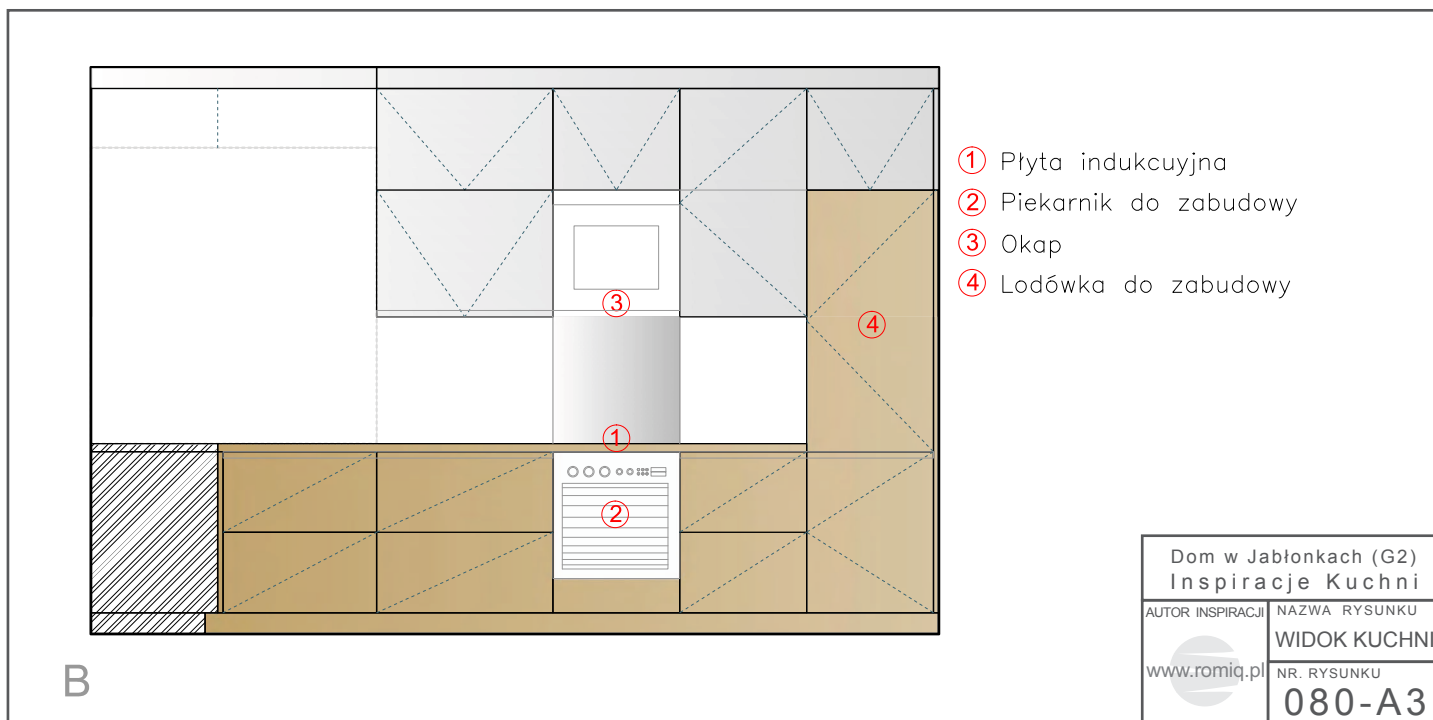 1 Płyta indukcuyjna
2 Piekarnik do zabudowy
3 Okap
4 Lodówka do zabudowy
3
4
1
2
B
Dom w Jabłonkach (G2)
Inspiracje Kuchni
AUTOR INSPIRACJI
www.romiq.pl
NAZWA RYSUNKU
WIDOK KUCHNI
NR. RYSUNKU
080-A3